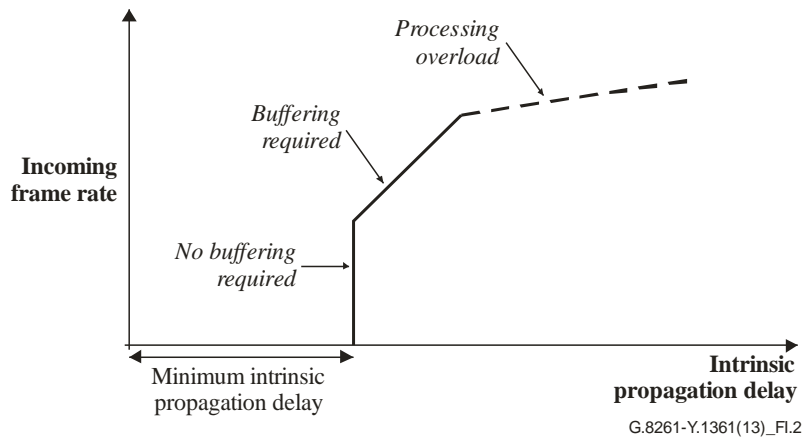 Processing
overload
Buffering
required
Incoming
frame rate
No buffering
required
Minimum intrinsic
propagation delay
Intrinsic
propagation delay
G.8261-Y.1361(13)_FI.2